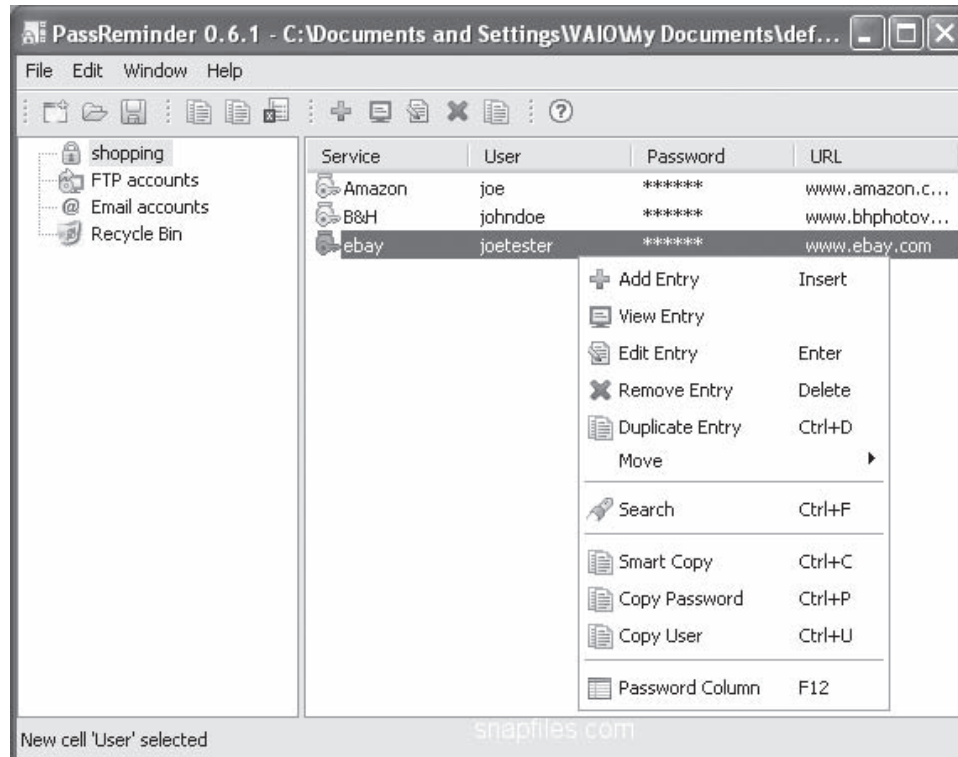 PassReminder 0.6.1 - C:\Documents and Settings\VAIO\My Documents\def...
File Edit Window Help
shopping
FTP accounts
Email accounts
Recycle Bin
Service User Password URL
Amazon joe ****** www.amazon.c...
B&H johndoe ****** www.bhphotov...
ebay joetester ****** www.ebay.com
Add Entry Insert
View Entry
Edit Entry Enter
Remove Entry Delete
Duplicate Entry Ctrl+D
Move
Search Ctrl+F
Smart Copy Ctrl+C
Copy Password Ctrl+P
Copy User Ctrl+U
Password Column F12
snapfiles.com
New cell 'User' selected